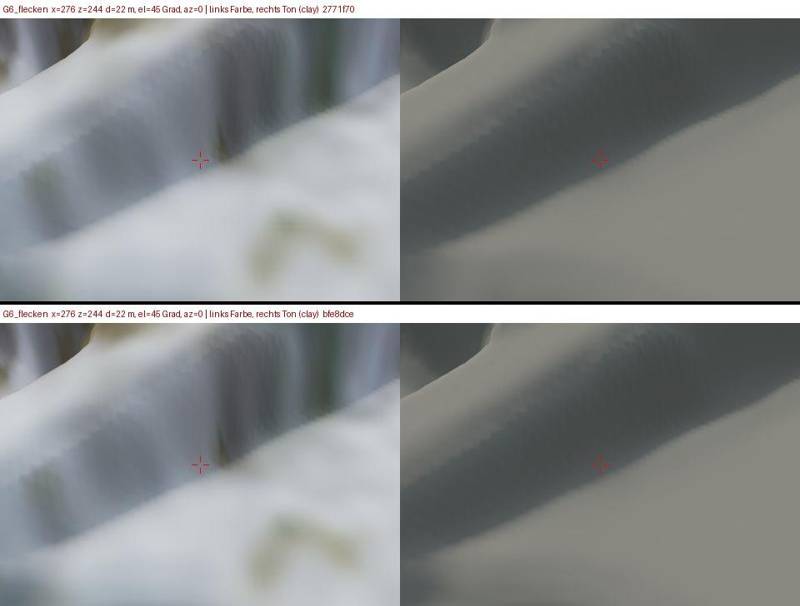 G6_flecken x=276 z=244 d=22 m, el=45 Grad, az=0 | links Farbe, rechts Ton (clay) 2771f70
G6_flecken x=276 z=244 d=22 m, el=45 Grad, az=0 | links Farbe, rechts Ton (clay) bfe8dce